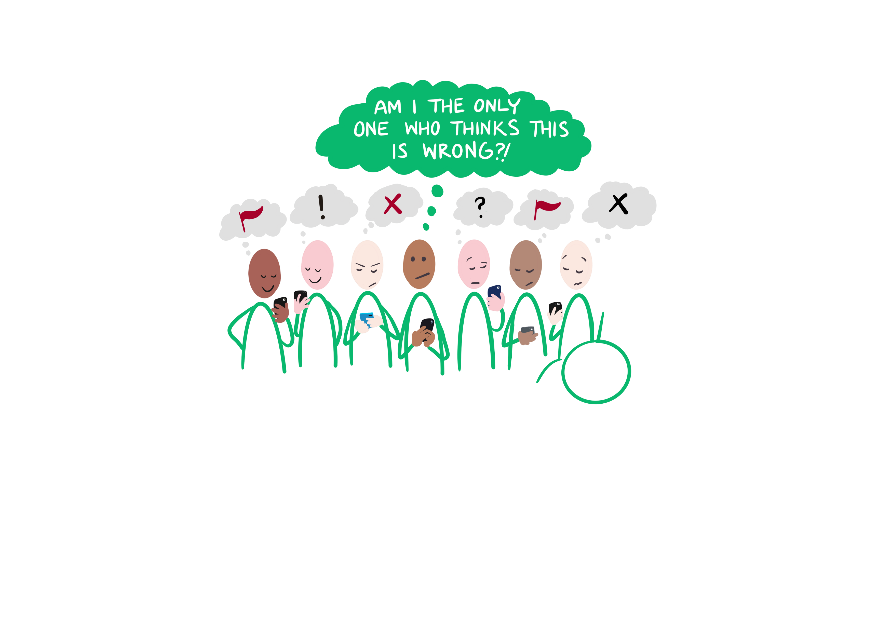 AM I THE ONLY
ONE WHO THINKS THIS
IS WRONG?!
! ?